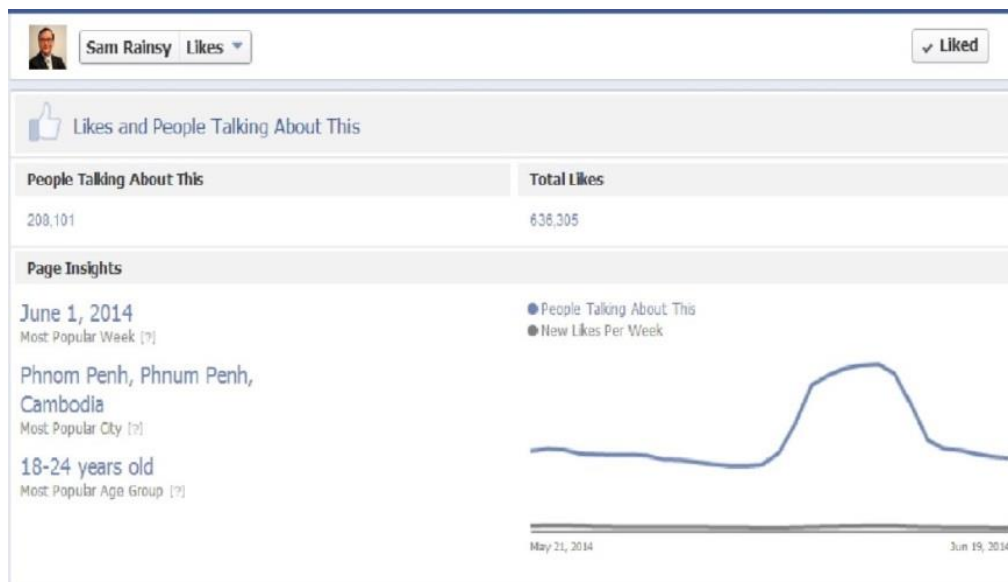 Sam Rainsy Likes
Liked
Likes and People Talking About This
People Talking About This
Total Likes
208,101
636,305
Page Insights
June 1, 2014
Most Popular Week [?]
Phnom Penh, Phnum Penh,
Cambodia
Most Popular City [?]
18-24 years old
Most Popular Age Group [?]
People Talking About This
New Likes Per Week
May 21, 2014
Jun 19, 2014